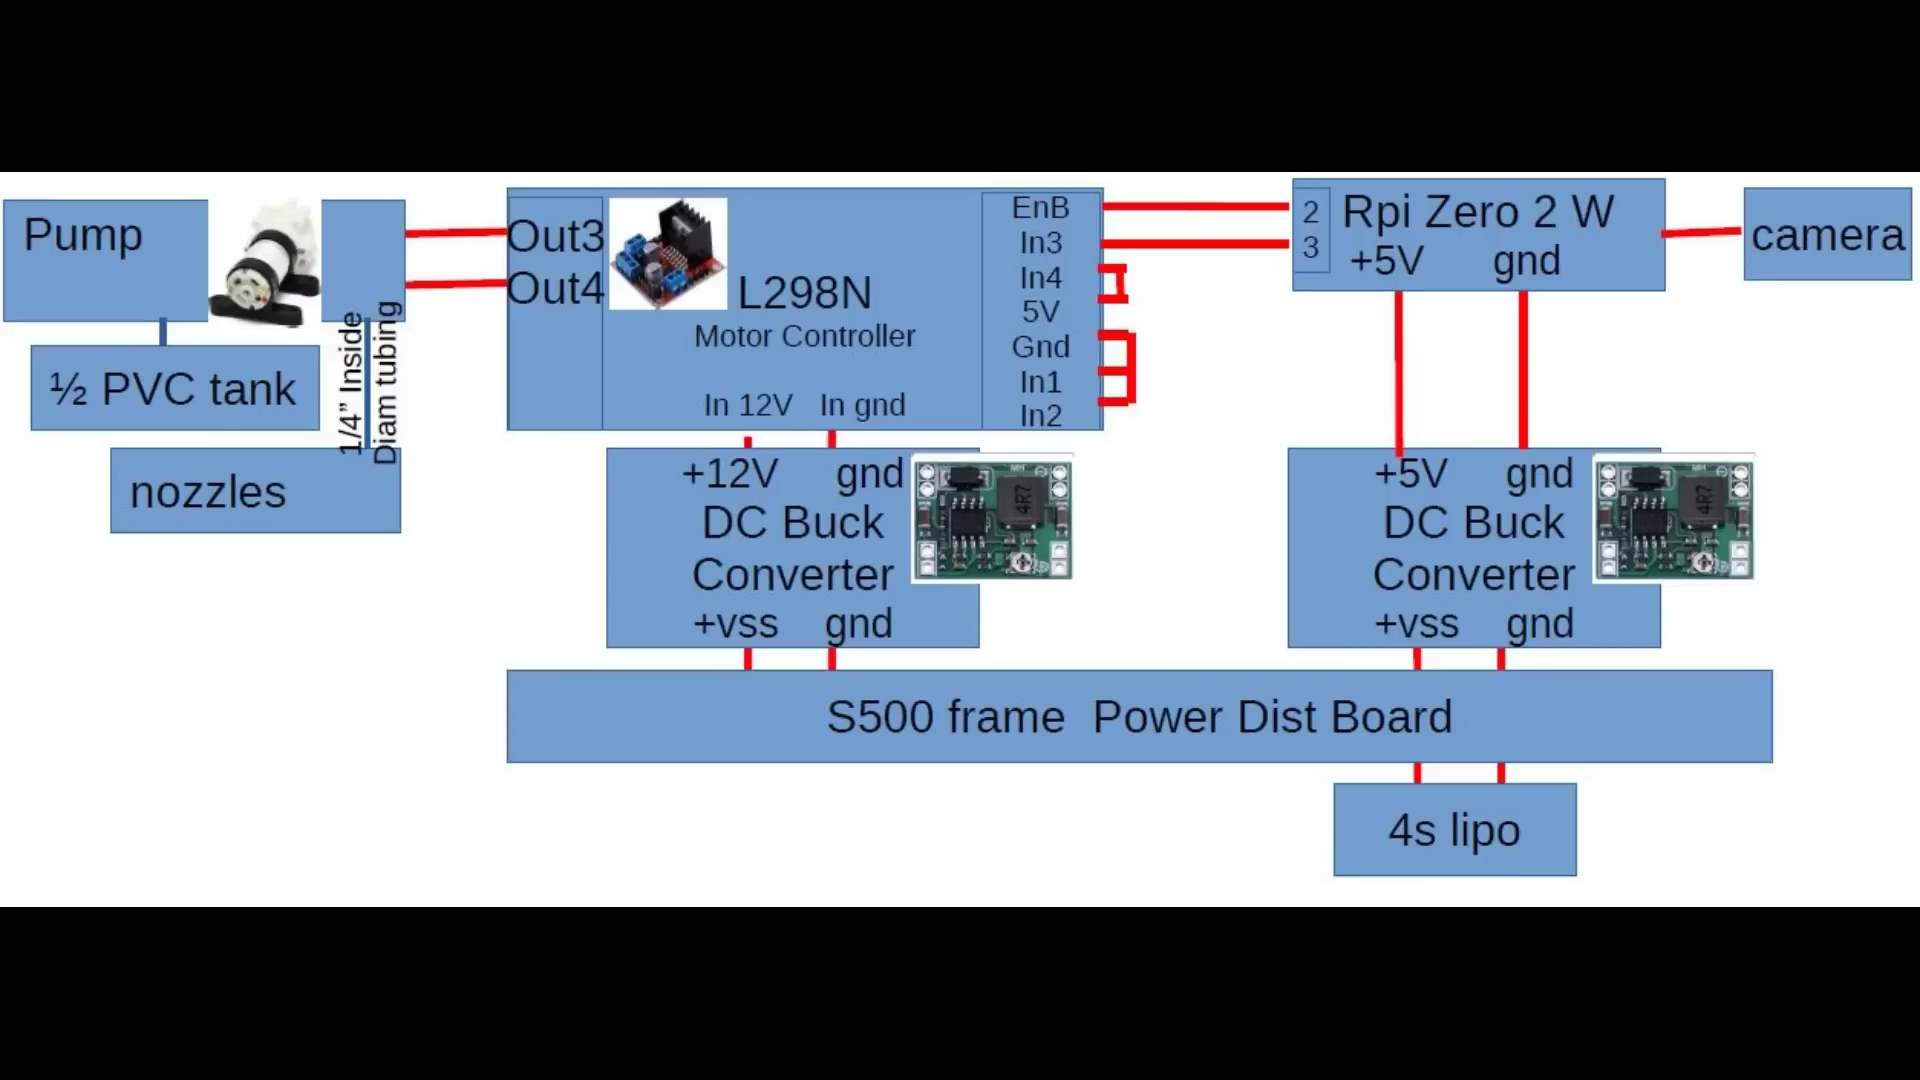 Pump
½ PVC tank
nozzles
1/4” Inside
Diam tubing
Out3
Out4
L298N
Motor Controller
In 12V In gnd
EnB
In3
In4
5V
Gnd
In1
In2
2
3
Rpi Zero 2 W
+5V gnd
camera
+12V gnd
DC Buck
Converter
+vss gnd
4R7
+5V gnd
DC Buck
Converter
+vss gnd
4R7
S500 frame Power Dist Board
4s lipo